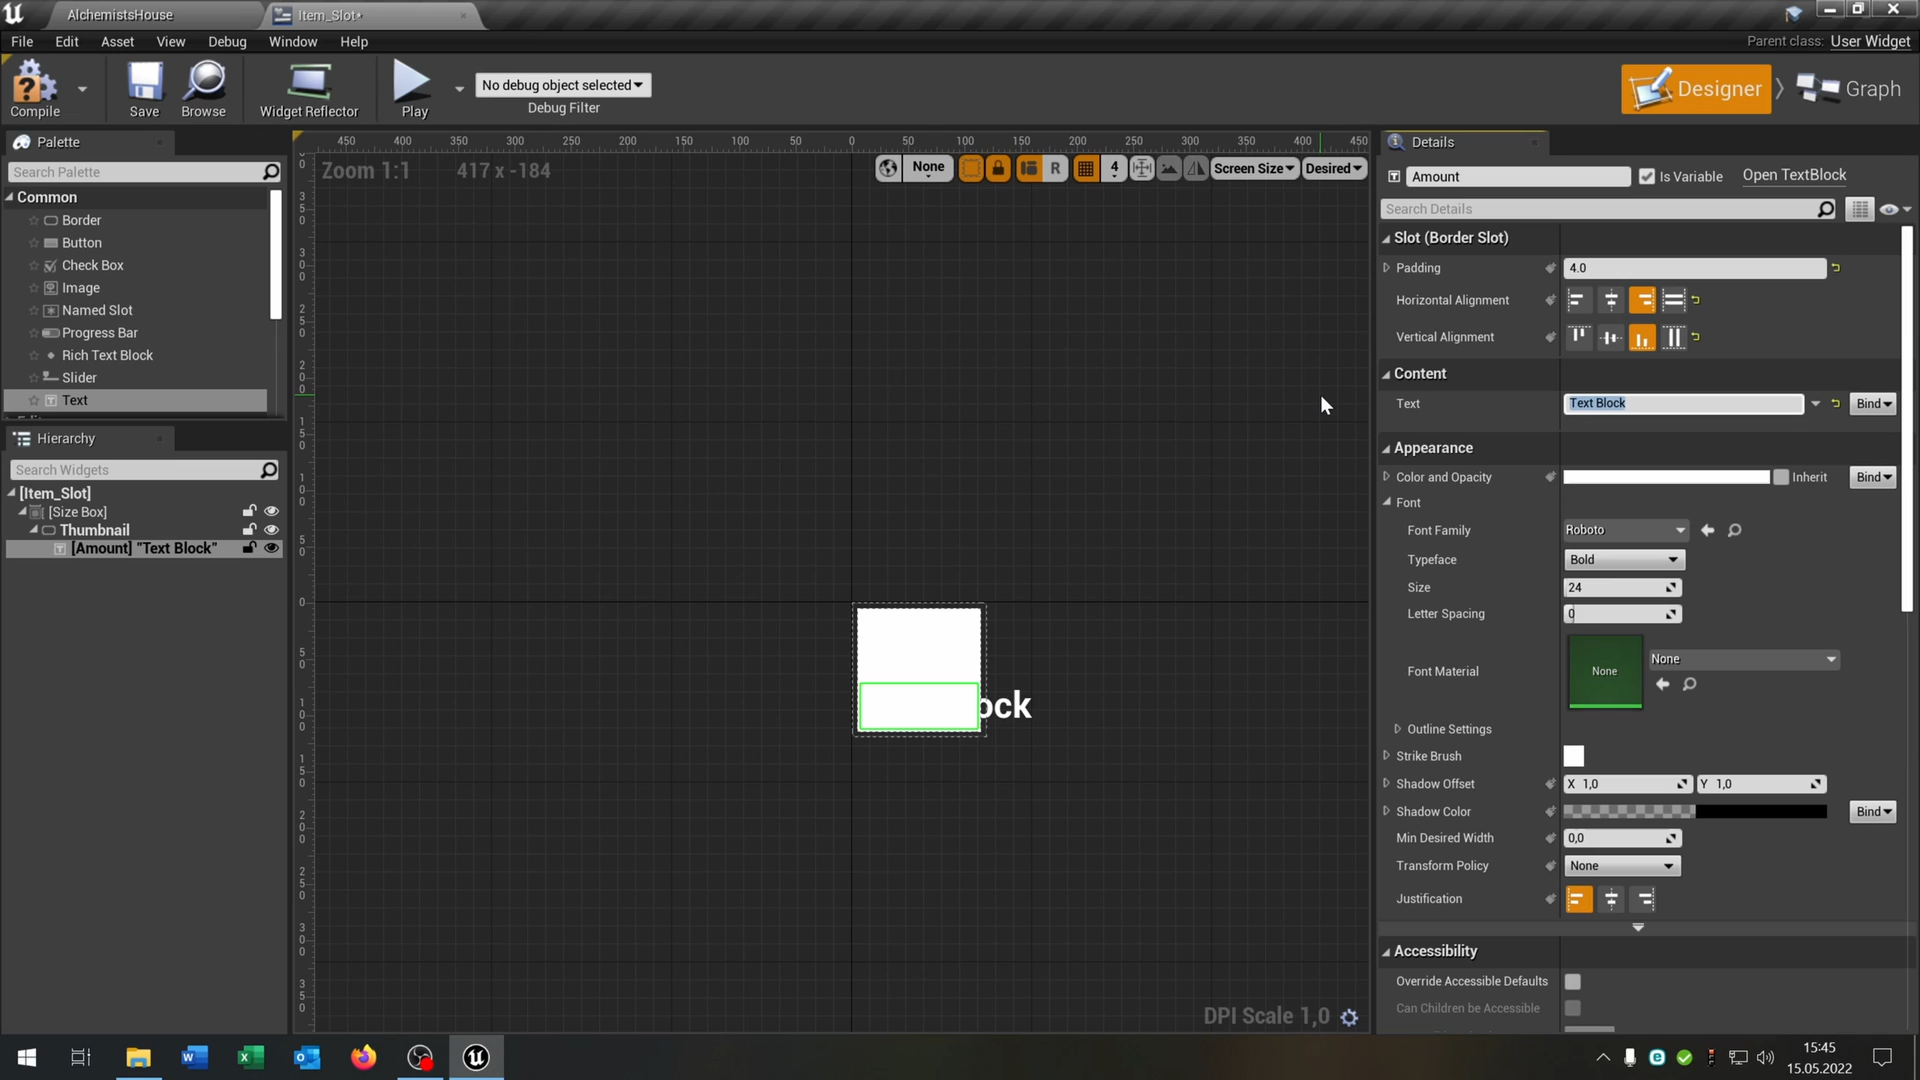 AlchemistsHouse
Item_Slot*
File
Edit
Asset
View
Debug
Window
Help
Parent class: User Widget
Compile
Save
Browse
Widget Reflector
Play
No debug object selected
Debug Filter
Designer
Graph
Palette
Search Palette
Common
Border
Button
Check Box
Image
Named Slot
Progress Bar
Rich Text Block
Slider
Text
Hierarchy
Search Widgets
[Item_Slot]
[Size Box]
Thumbnail
[Amount] "Text Block"
450 400 350 300 250 200 150 100 50 0 50 100 150 200 250 300 350 400 450
Zoom 1:1
417 x -184
None
R
4
Screen Size
Desired
ock
DPI Scale 1,0
Details
Amount
Is Variable
Open TextBlock
Search Details
Slot (Border Slot)
Padding
4.0
Horizontal Alignment
Vertical Alignment
Content
Text
Text Block
Bind
Appearance
Color and Opacity
Inherit
Bind
Font
Font Family
Roboto
Typeface
Bold
Size
24
Letter Spacing
0
Font Material
None
None
Outline Settings
Strike Brush
Shadow Offset
X 1,0
Y 1,0
Shadow Color
Bind
Min Desired Width
0,0
Transform Policy
None
Justification
Accessibility
Override Accessible Defaults
Can Children be Accessible
15:45
15.05.2022